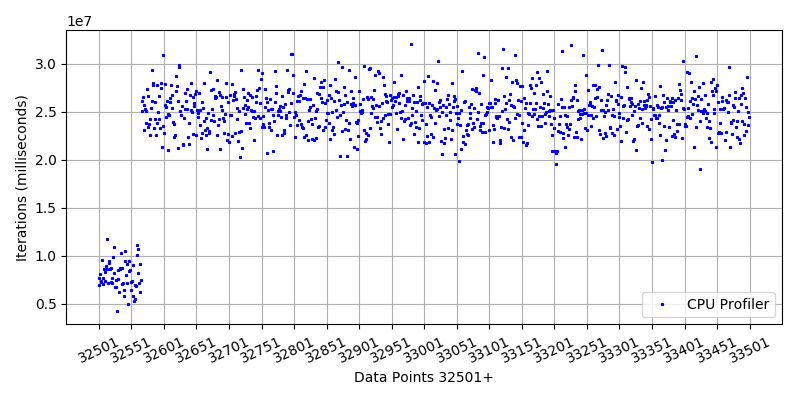 1e7
3.0
2.5
2.0
1.5
1.0
0.5
Iterations (milliseconds)
CPU Profiler
32501 32551 32601 32651 32701 32751 32801 32851 32901 32951 33001 33051 33101 33151 33201 33251 33301 33351 33401 33451 33501
Data Points 32501+